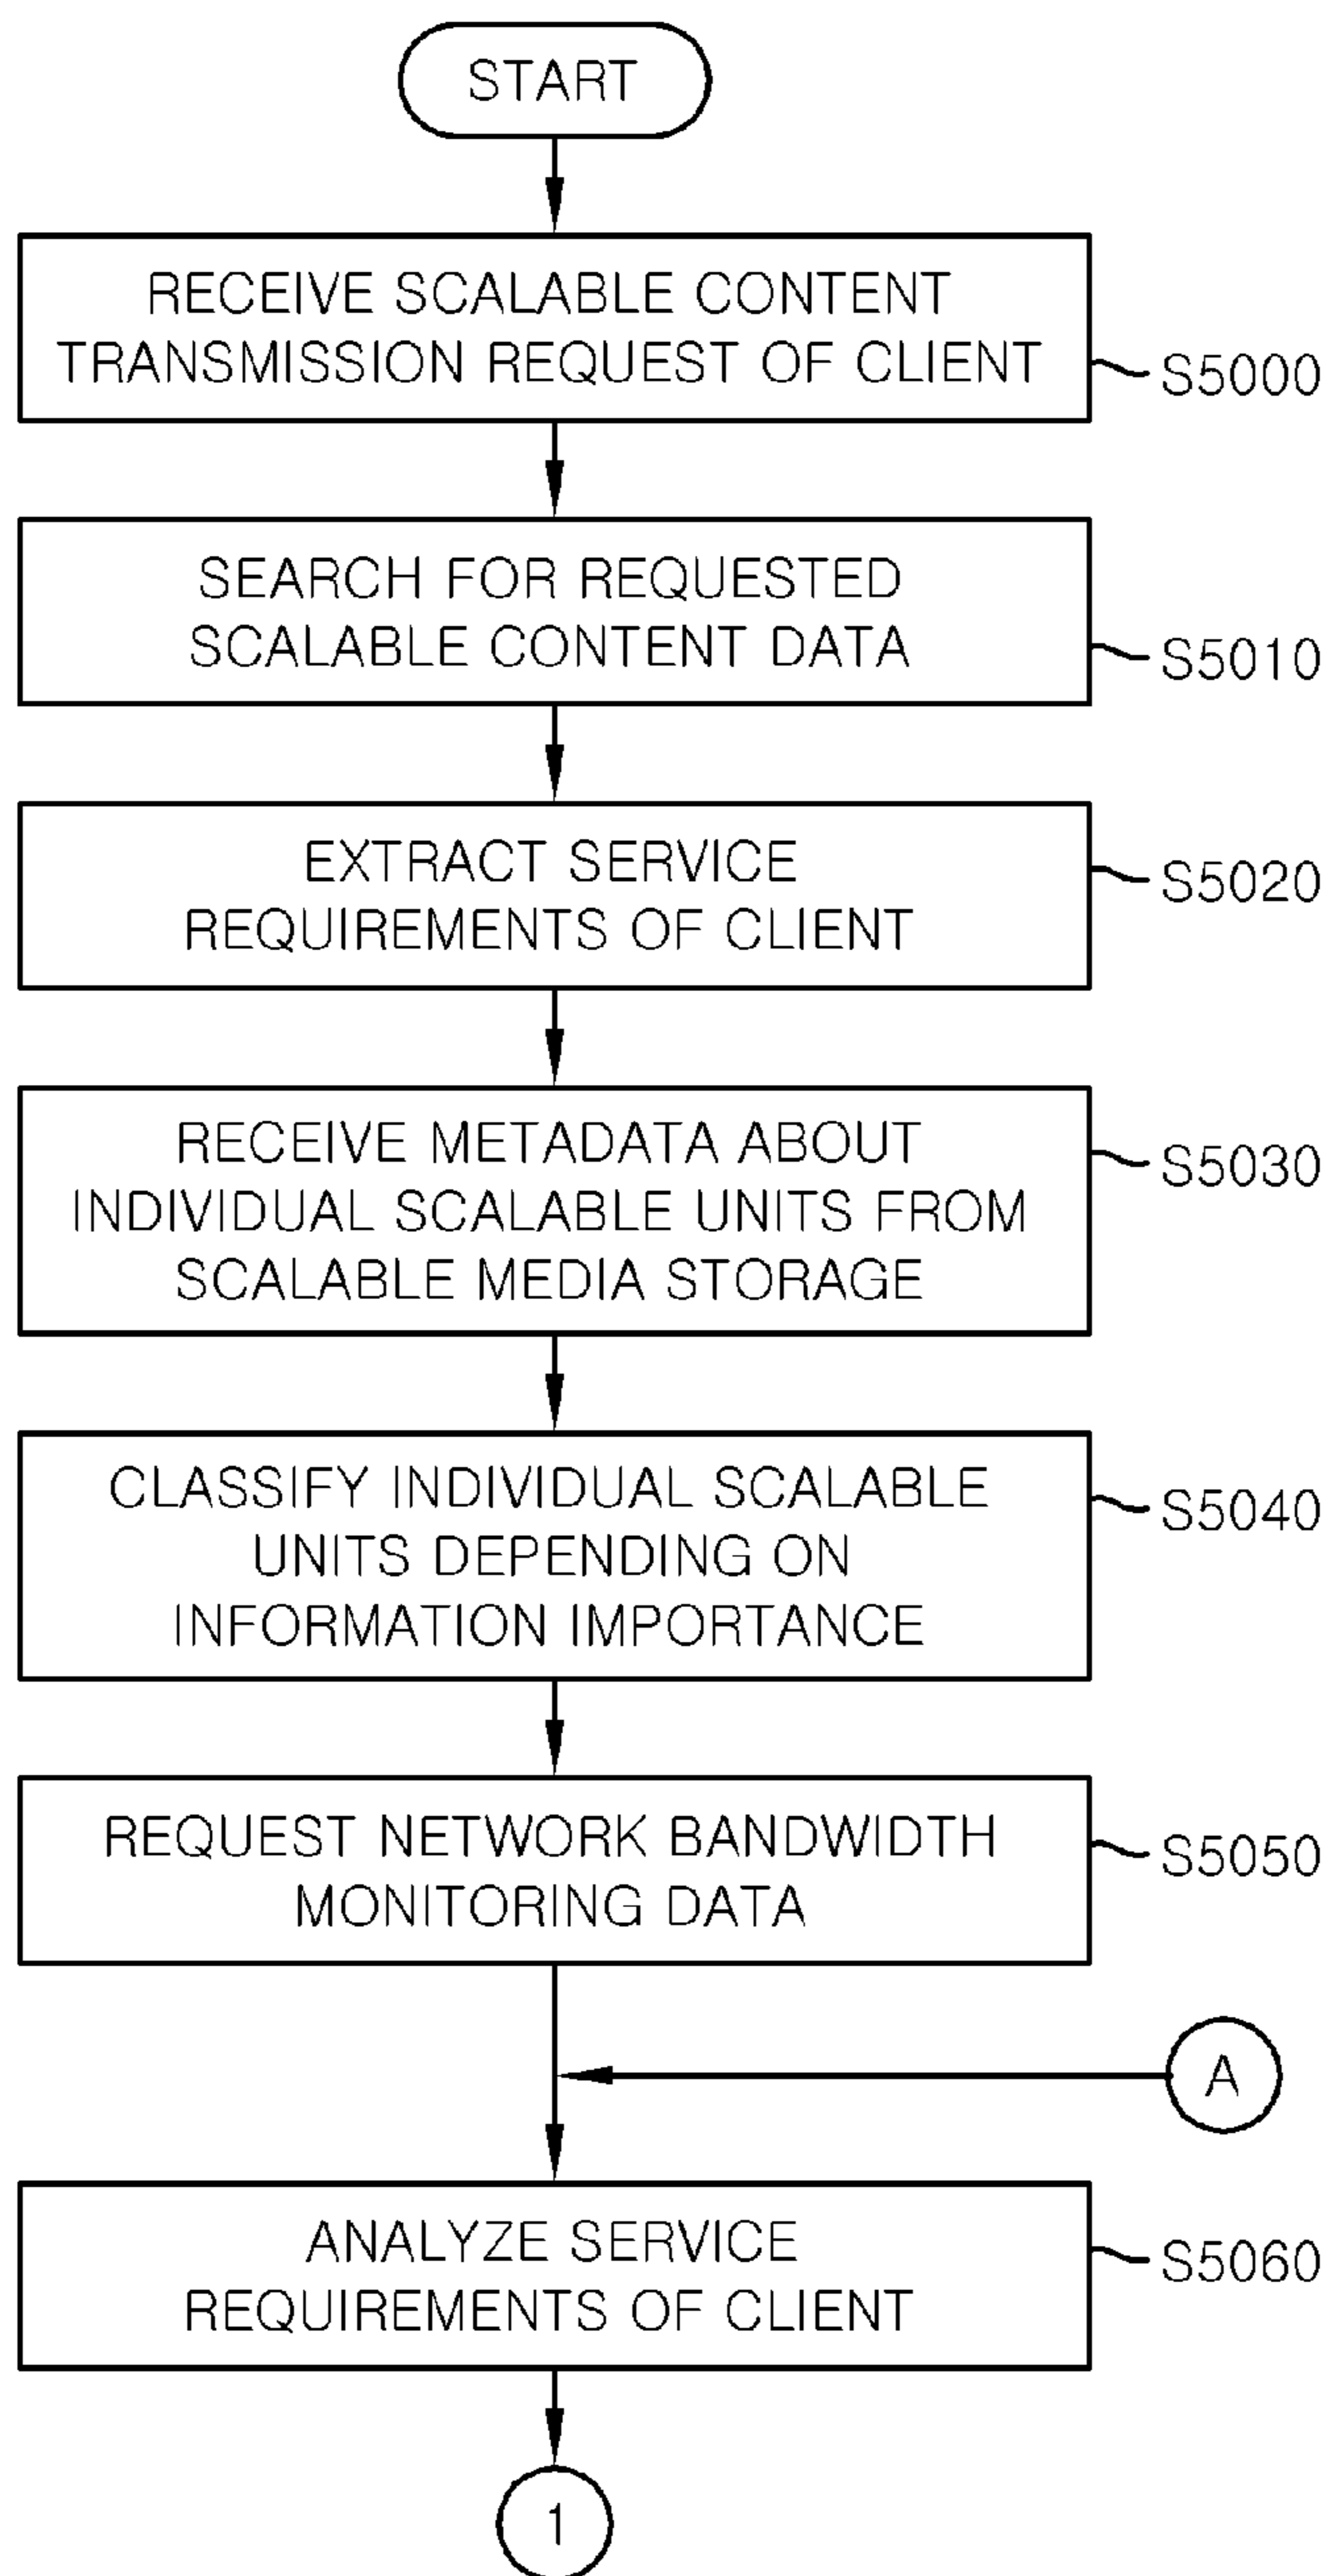 START
RECEIVE SCALABLE CONTENT
TRANSMISSION REQUEST OF CLIENT
S5000
SEARCH FOR REQUESTED
SCALABLE CONTENT DATA
S5010
EXTRACT SERVICE
REQUIREMENTS OF CLIENT
S5020
RECEIVE METADATA ABOUT
INDIVIDUAL SCALABLE UNITS FROM
SCALABLE MEDIA STORAGE
S5030
CLASSIFY INDIVIDUAL SCALABLE
UNITS DEPENDING ON
INFORMATION IMPORTANCE
S5040
REQUEST NETWORK BANDWIDTH
MONITORING DATA
S5050
A
ANALYZE SERVICE
REQUIREMENTS OF CLIENT
S5060
1